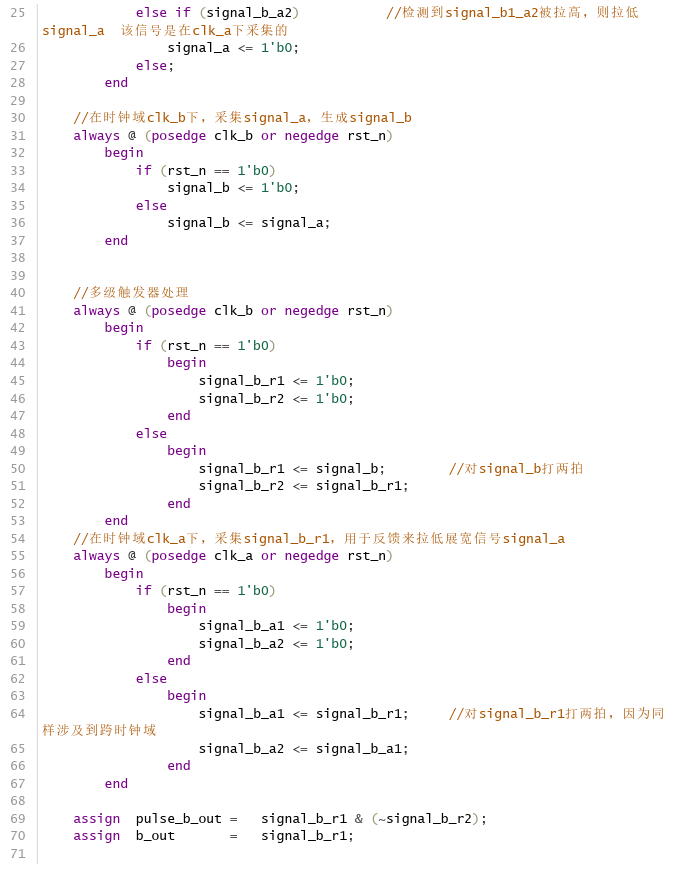 25 else if (signal_b_a2) //检测到signal_b1_a2被拉高，则拉低
signal_a 该信号是在clk_a下采集的
26 signal_a <= 1'b0;
27 else;
28 end
29
30 //在时钟域clk_b下，采集signal_a，生成signal_b
31 always @ (posedge clk_b or negedge rst_n)
32 begin
33 if (rst_n == 1'b0)
34 signal_b <= 1'b0;
35 else
36 signal_b <= signal_a;
37 end
38
39
40 //多级触发器处理
41 always @ (posedge clk_b or negedge rst_n)
42 begin
43 if (rst_n == 1'b0)
44 begin
45 signal_b_r1 <= 1'b0;
46 signal_b_r2 <= 1'b0;
47 end
48 else
49 begin
50 signal_b_r1 <= signal_b; //对signal_b打两拍
51 signal_b_r2 <= signal_b_r1;
52 end
53 end
54 //在时钟域clk_a下，采集signal_b_r1，用于反馈来拉低展宽信号signal_a
55 always @ (posedge clk_a or negedge rst_n)
56 begin
57 if (rst_n == 1'b0)
58 begin
59 signal_b_a1 <= 1'b0;
60 signal_b_a2 <= 1'b0;
61 end
62 else
63 begin
64 signal_b_a1 <= signal_b_r1; //对signal_b_r1打两拍，因为同
样涉及到跨时钟域
65 signal_b_a2 <= signal_b_a1;
66 end
67 end
68
69 assign pulse_b_out = signal_b_r1 & (~signal_b_r2);
70 assign b_out = signal_b_r1;
71